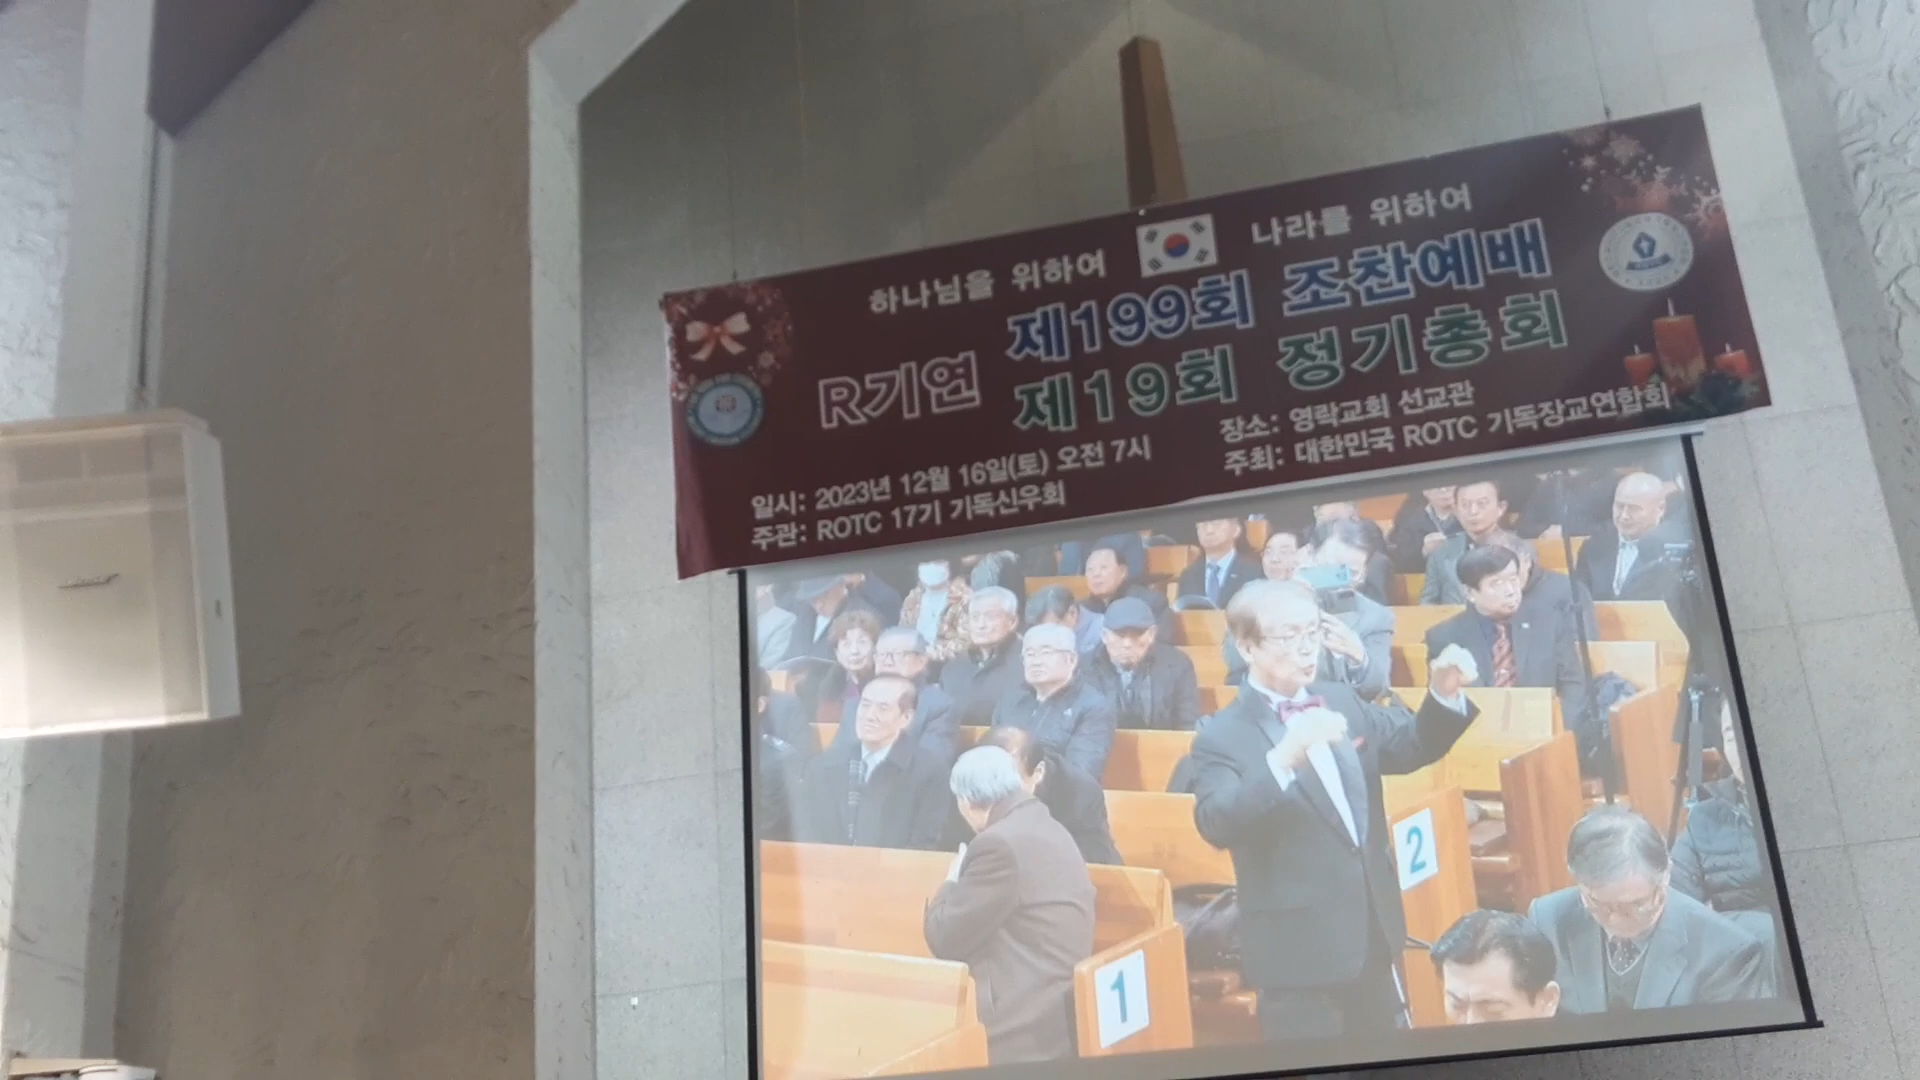 하나님을 위하여 나라를 위하여
R기연
제199회 조찬예배
제19회 정기총회
일시: 2023년 12월 16일(토) 오전 7시
장소: 영락교회 선교관
주관: ROTC 17기 기독신우회
주최: 대한민국 ROTC 기독장교연합회
1
2